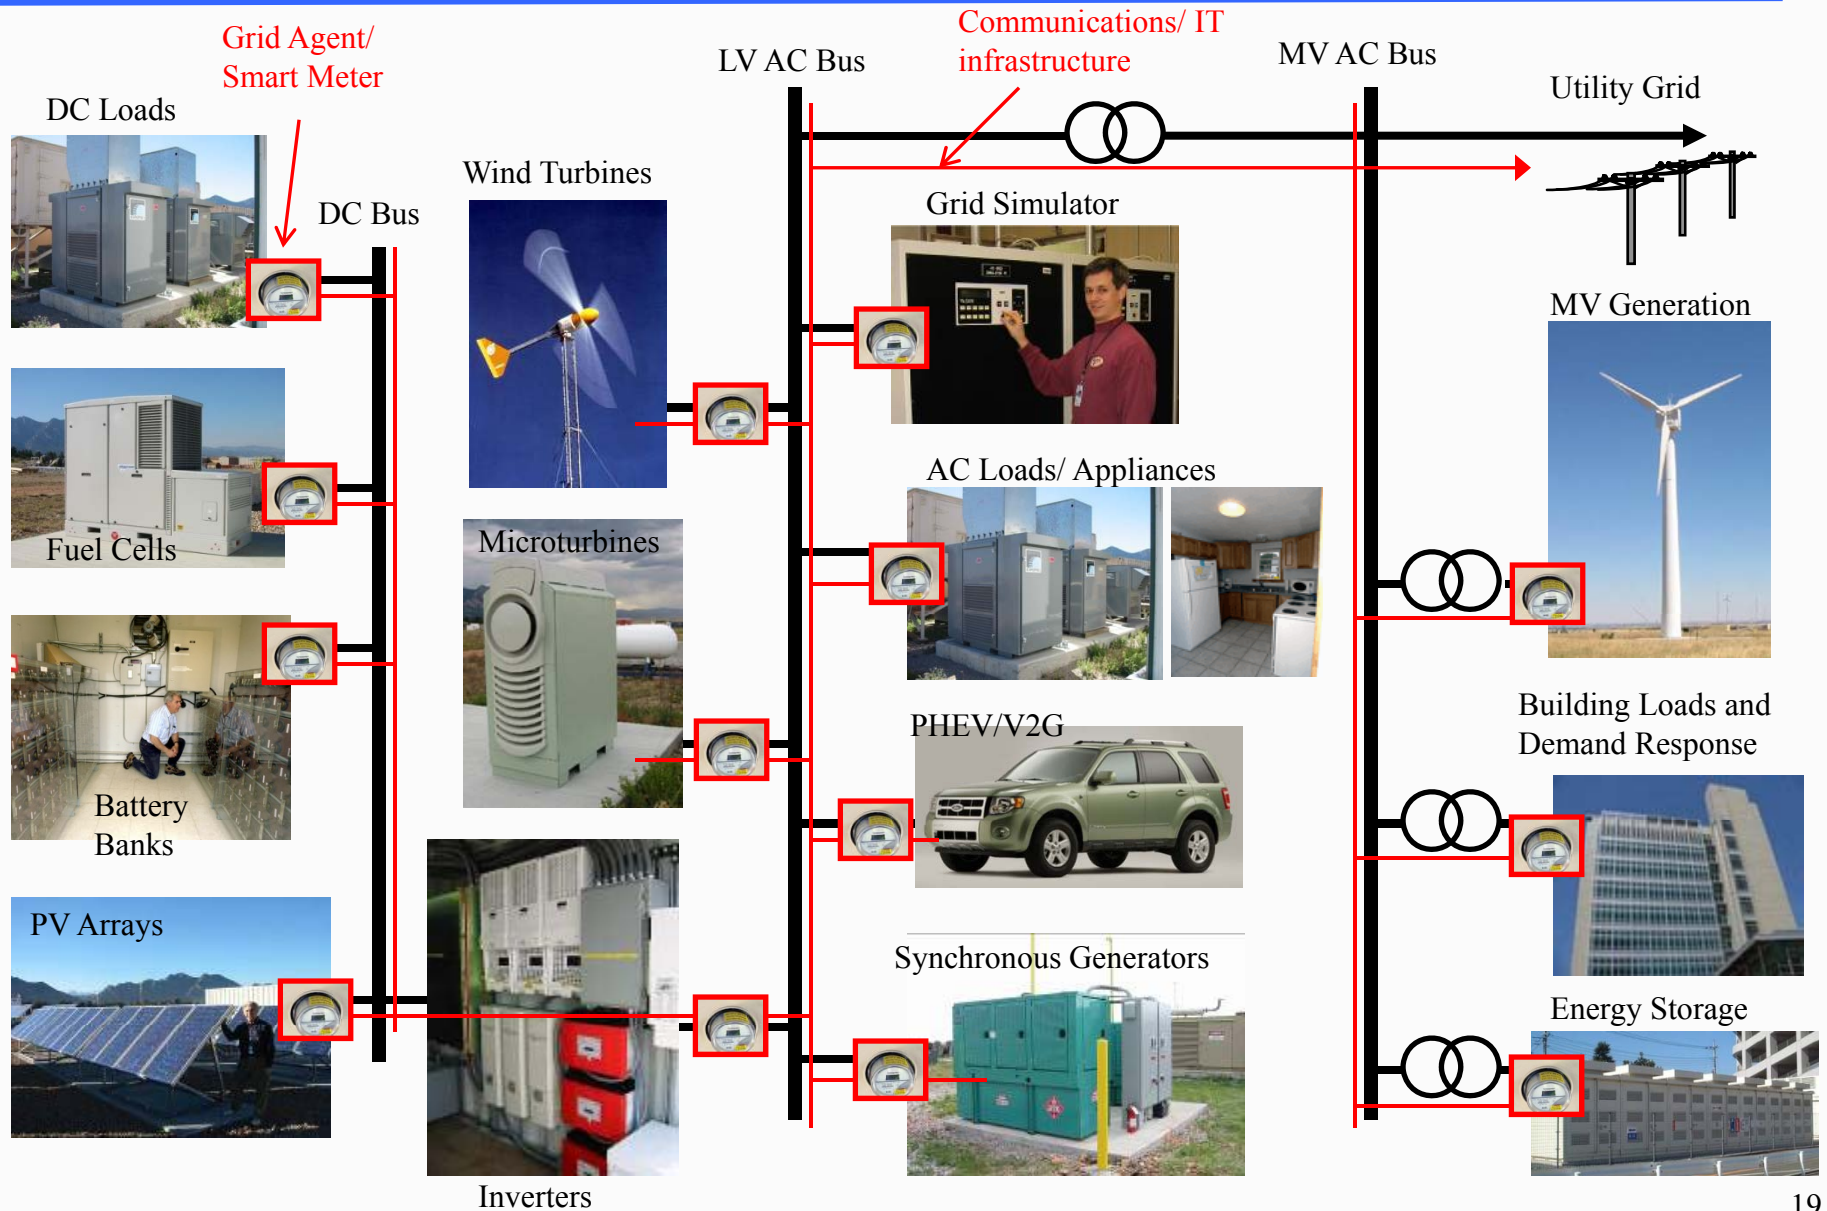 Grid Agent/
Smart Meter
DC Loads
DC Bus
Fuel Cells
Battery
Banks
PV Arrays
Wind Turbines
Microturbines
Inverters
LV AC Bus
Communications/ IT
infrastructure
Grid Simulator
AC Loads/ Appliances
PHEV/V2G
Synchronous Generators
MV AC Bus
Utility Grid
MV Generation
Building Loads and
Demand Response
Energy Storage
19